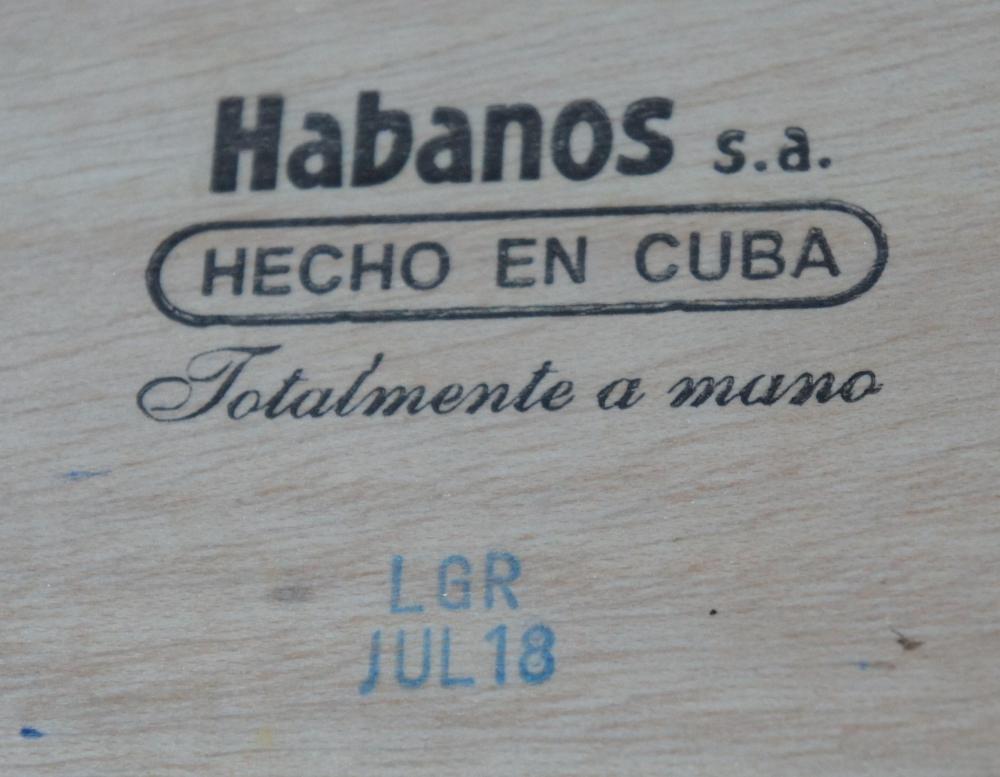 Habanos s.a.
HECHO EN CUBA
Totalmente a mano
LGR
JUL18